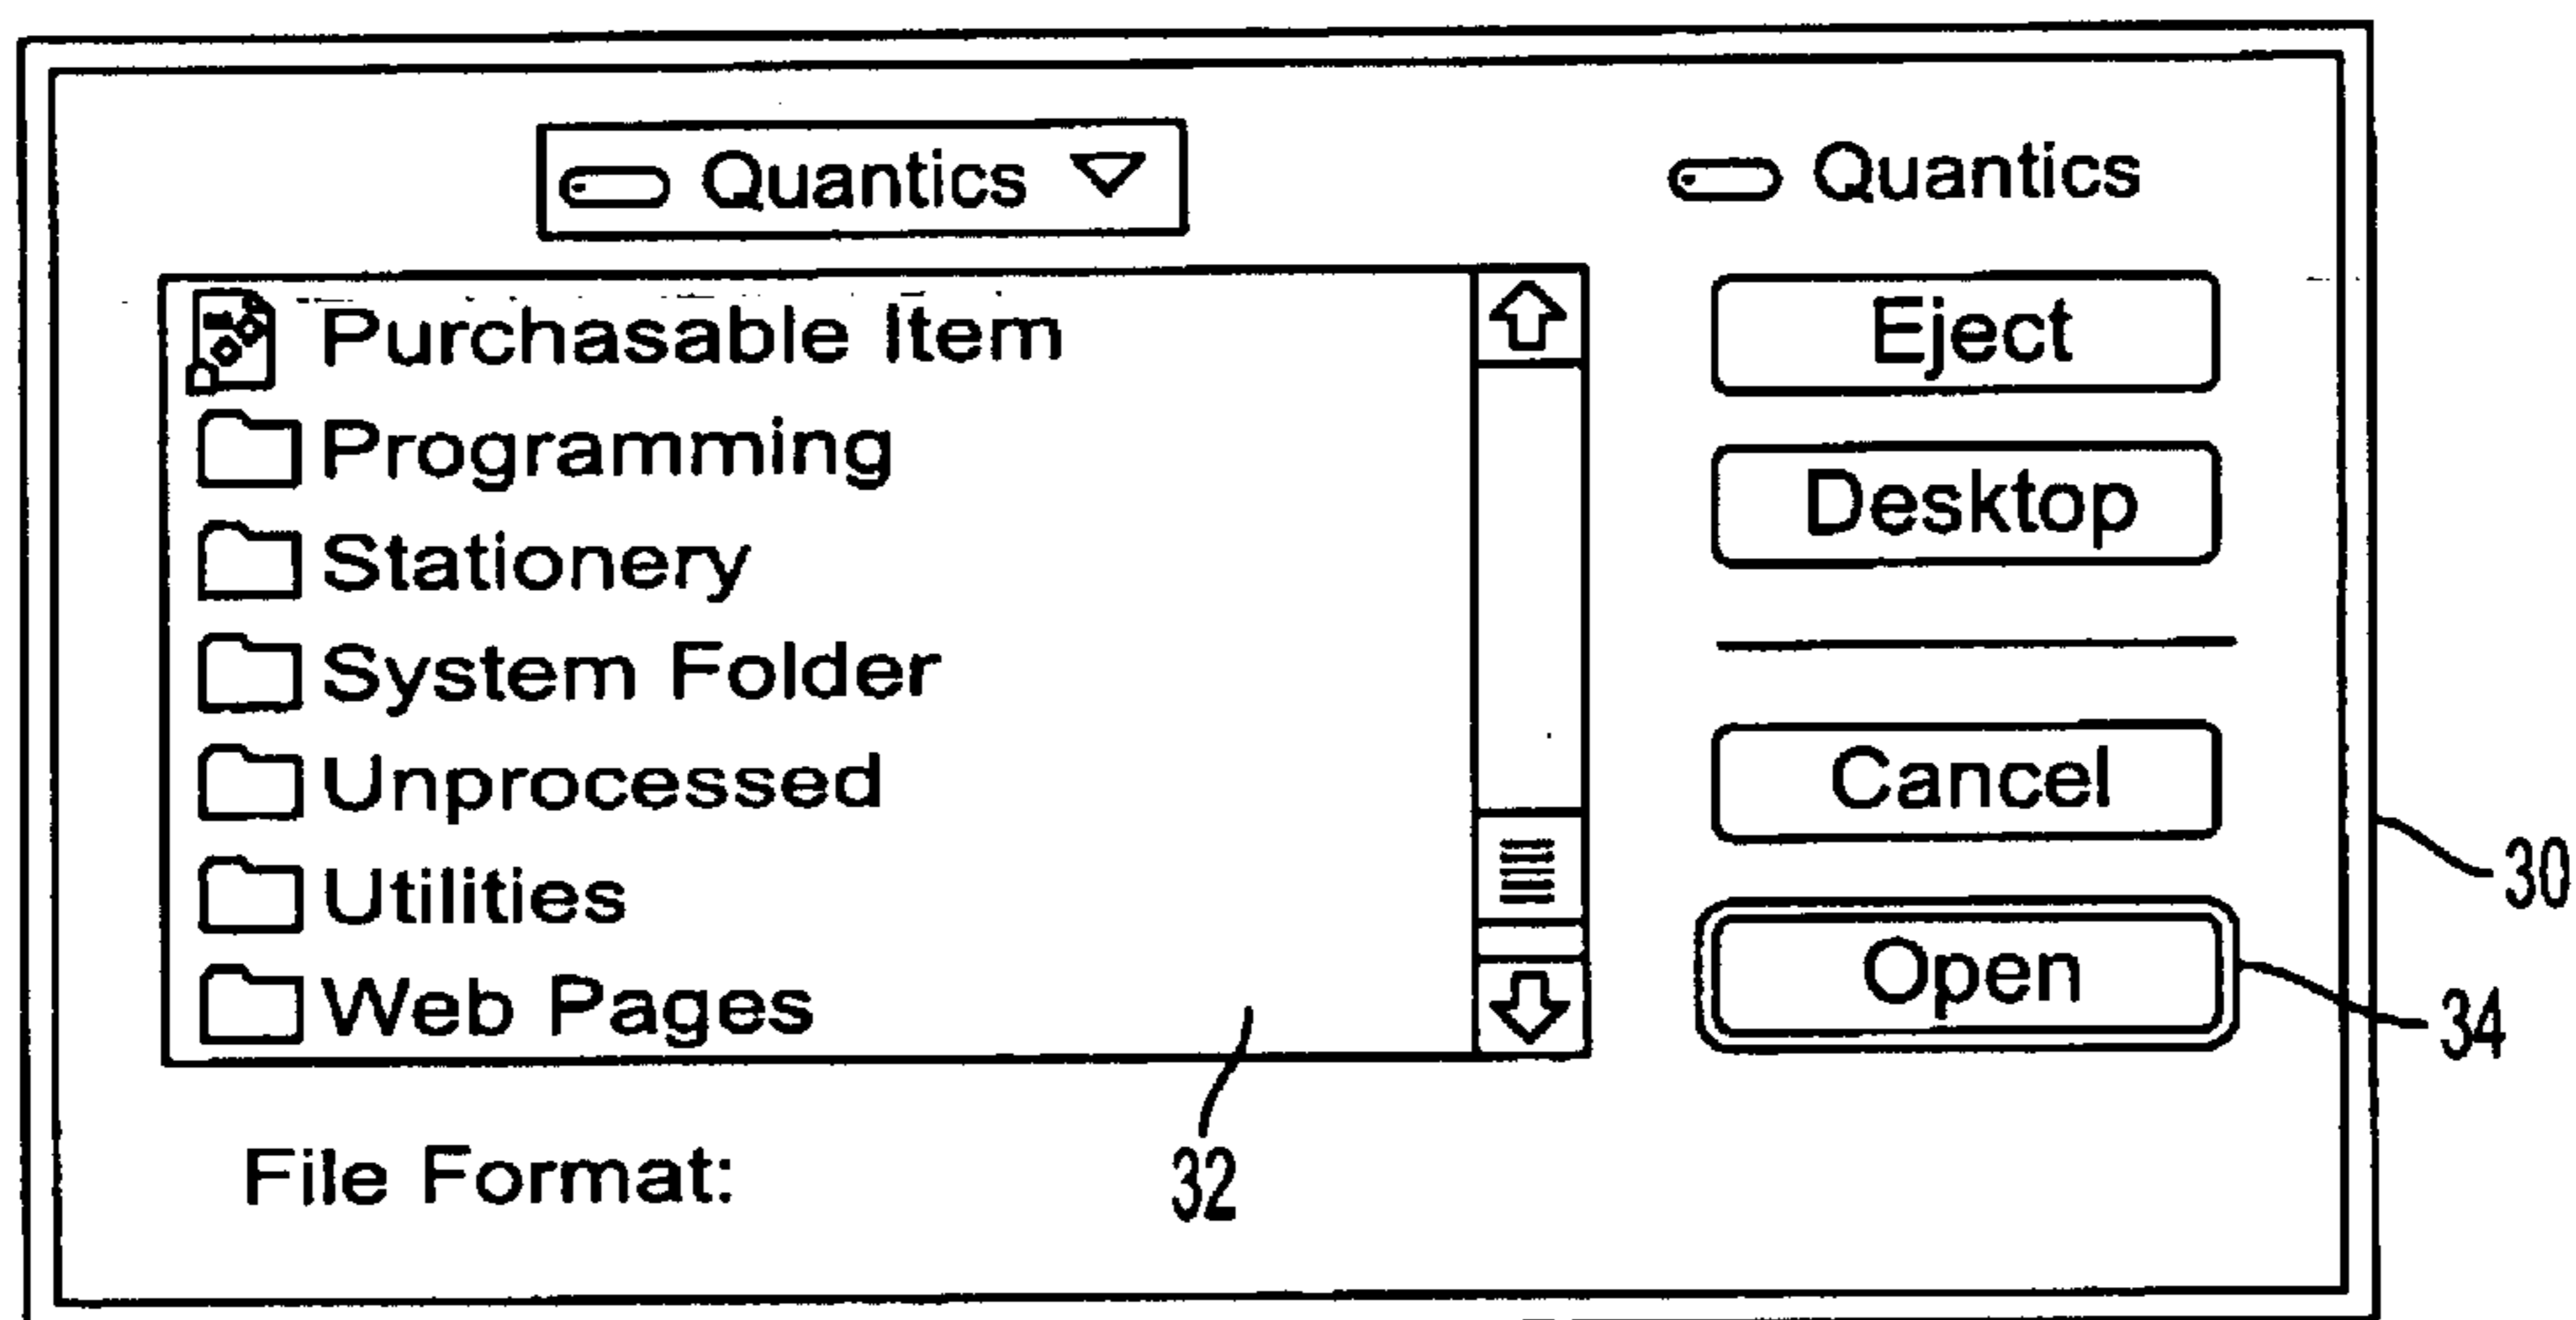 Quantics
Quantics
Purchasable Item
Programming
Stationery
System Folder
Unprocessed
Utilities
Web Pages
Eject
Desktop
Cancel
Open
File Format:
30
34
32